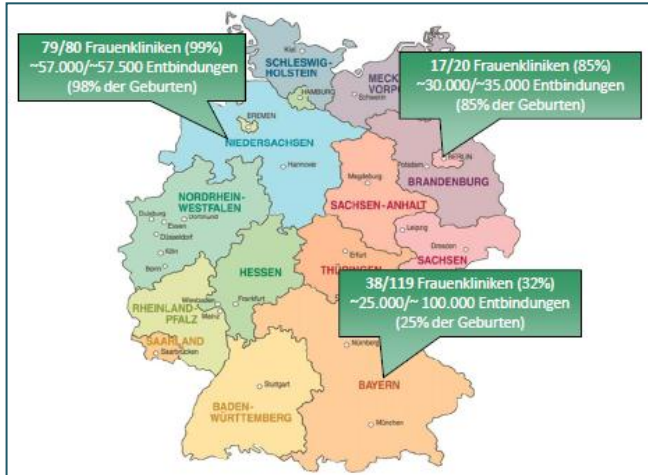 79/80 Frauenkliniken (99%)
~57.000/~57.500 Entbindungen
(98% der Geburten)
17/20 Frauenkliniken (85%)
~30.000/~35.000 Entbindungen
(85% der Geburten)
Kiel
SCHLESWIG-
HOLSTEIN
HAMBURG
MECK
VORPO
Schwerin
BREMEN
NIEDERSACHSEN
Hannover
BERLIN
Potsdam
BRANDENBURG
Magdeburg
SACHSEN-ANHALT
NORDRHEIN-
WESTFALEN
Duisburg
Dortmund
Essen
Düsseldorf
Köln
Bonn
Leipzig
Dresden
SACHSEN
HESSEN
Erfurt
THÜRINGEN
38/119 Frauenkliniken (32%)
~25.000/~ 100.000 Entbindungen
(25% der Geburten)
Wiesbaden
Frankfurt
Mainz
RHEINLAND-
PFALZ
SAARLAND
Saarbrücken
Nürnberg
BAYERN
Stuttgart
BADEN-
WÜRTTEMBERG
München